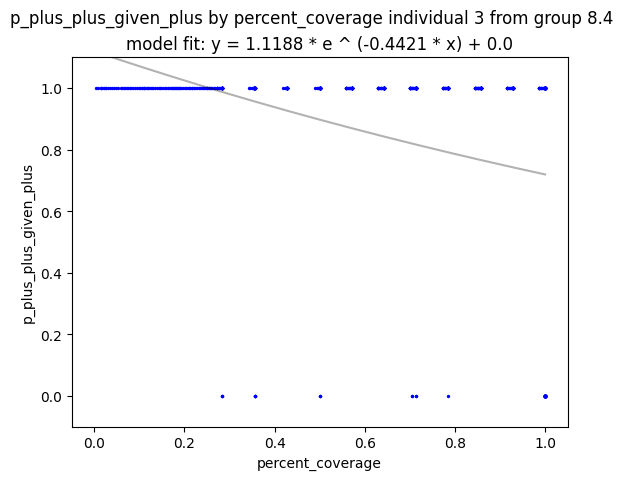 p_plus_plus_given_plus by percent_coverage individual 3 from group 8.4
model fit: y = 1.1188 * e ^ (-0.4421 * x) + 0.0
1.0
0.8
0.6
0.4
0.2
0.0
p_plus_plus_given_plus
0.0 0.2 0.4 0.6 0.8 1.0
percent_coverage